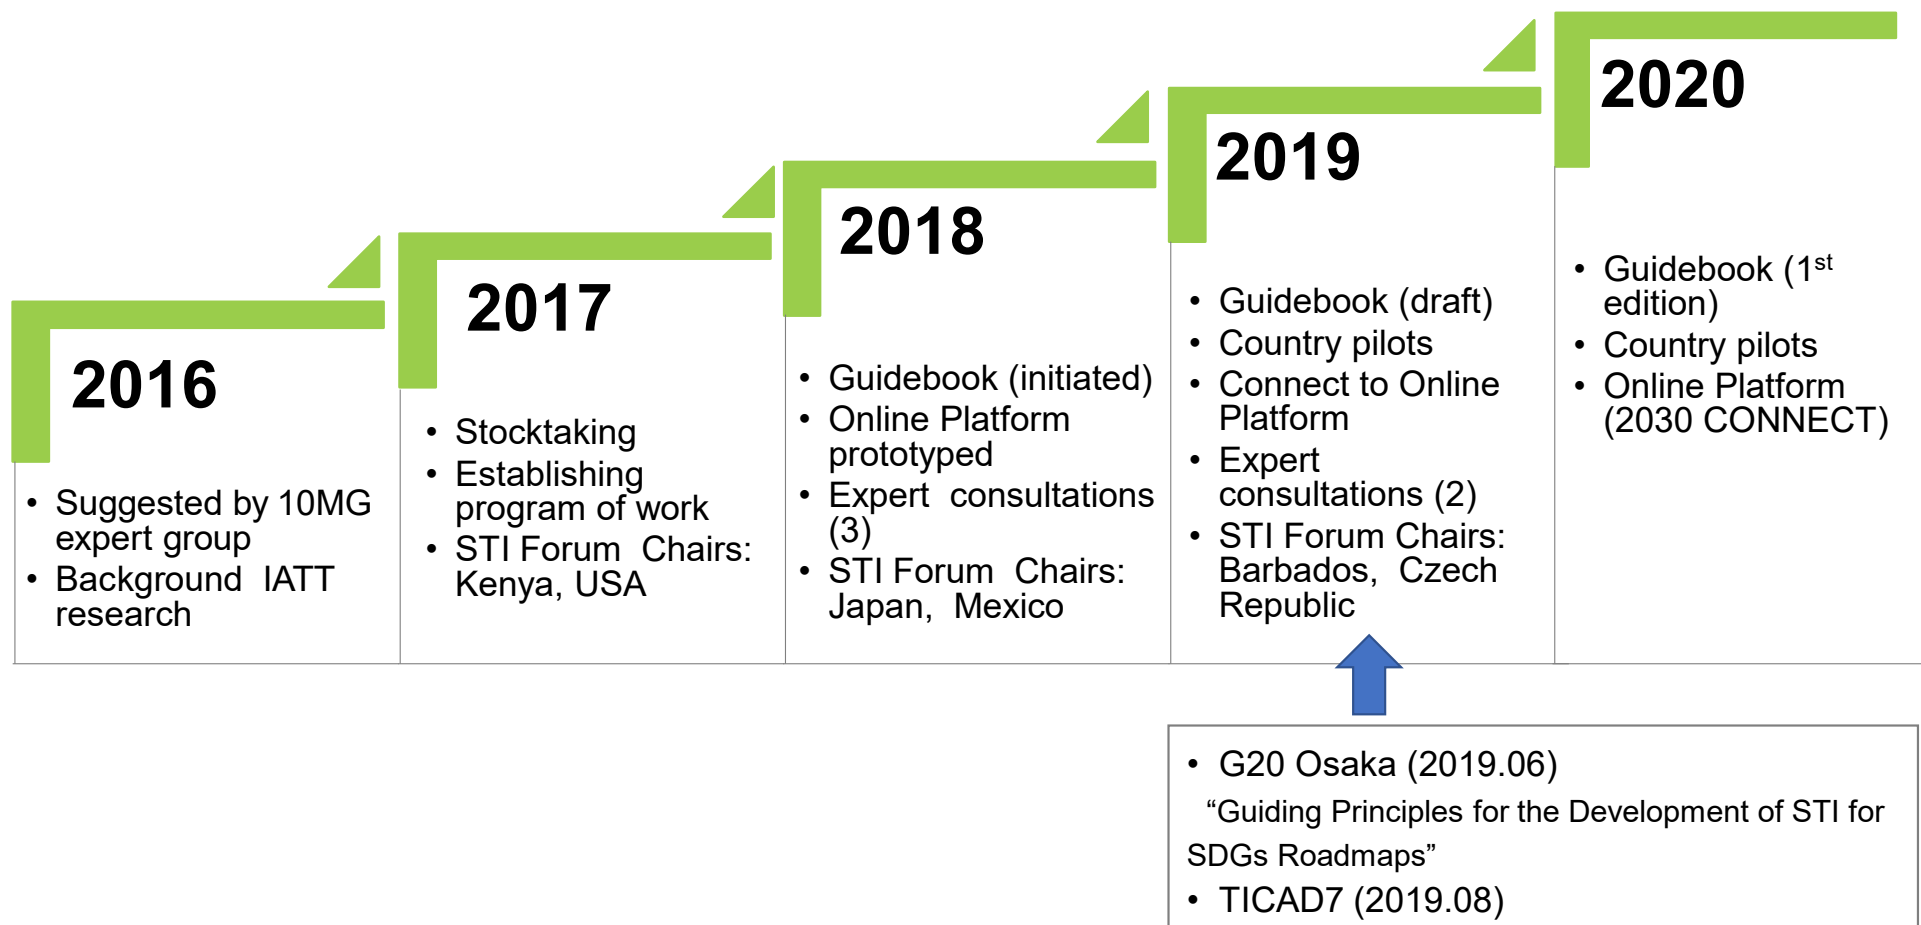 2016
• Suggested by 10MG
expert group
• Background IATT
research
2017
• Stocktaking
• Establishing
program of work
• STI Forum Chairs:
Kenya, USA
2018
• Guidebook (initiated)
• Online Platform
prototyped
• Expert consultations
(3)
• STI Forum Chairs:
Japan, Mexico
2019
• Guidebook (draft)
• Country pilots
• Connect to Online
Platform
• Expert
consultations (2)
• STI Forum Chairs:
Barbados, Czech
Republic
2020
• Guidebook (1st
edition)
• Country pilots
• Online Platform
(2030 CONNECT)
• G20 Osaka (2019.06)
“Guiding Principles for the Development of STI for
SDGs Roadmaps”
• TICAD7 (2019.08)